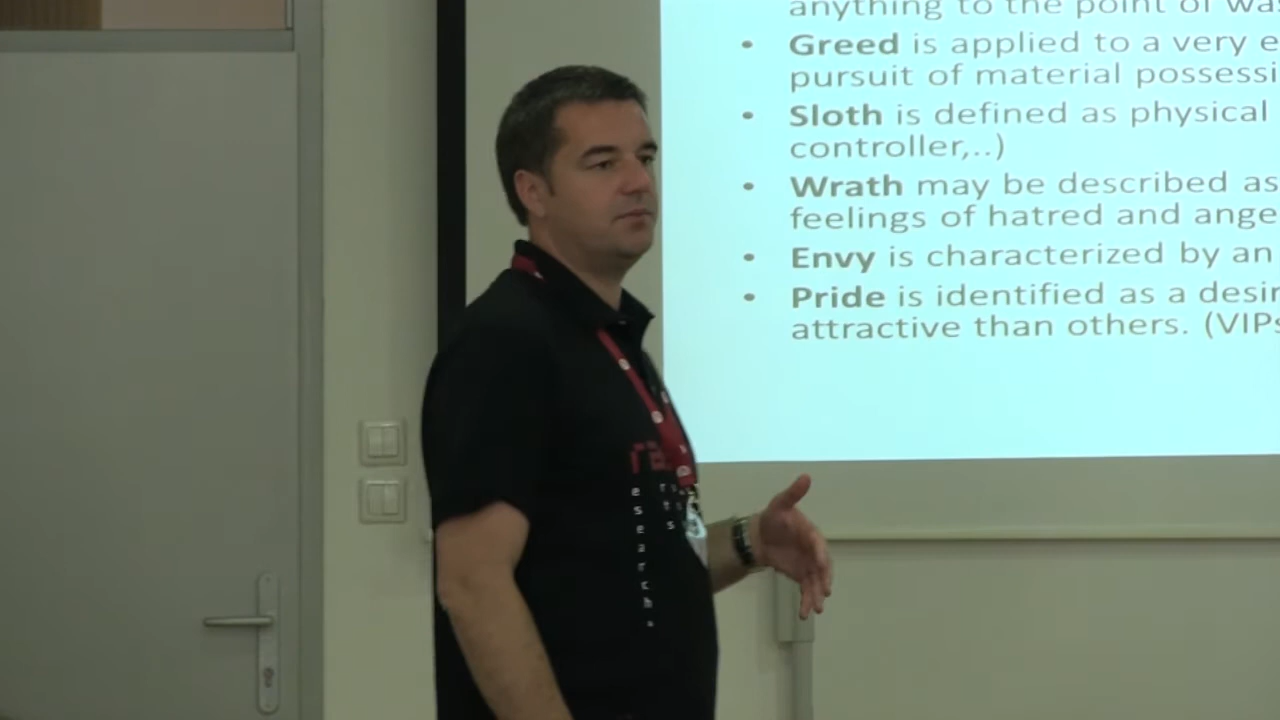 anything to the point of was
• Greed is applied to a very e
pursuit of material possessi
• Sloth is defined as physical
controller,..)
• Wrath may be described as
feelings of hatred and ange
• Envy is characterized by an
• Pride is identified as a desir
attractive than others. (VIPs
esearch